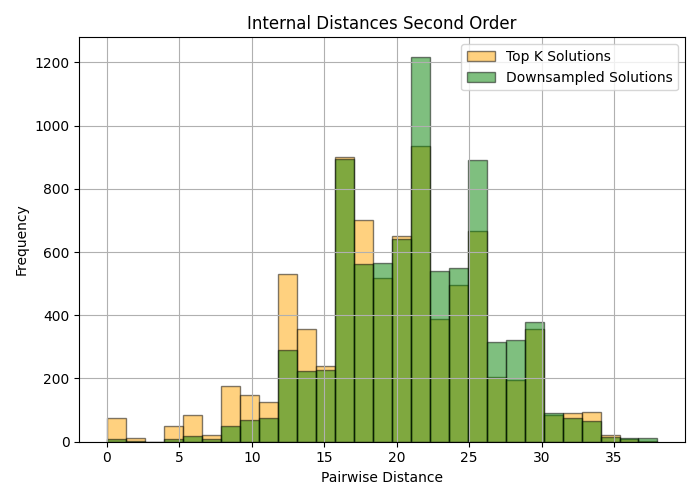 Internal Distances Second Order
Top K Solutions
Downsampled Solutions
1200
1000
800
600
400
200
0
Frequency
0 5 10 15 20 25 30 35
Pairwise Distance